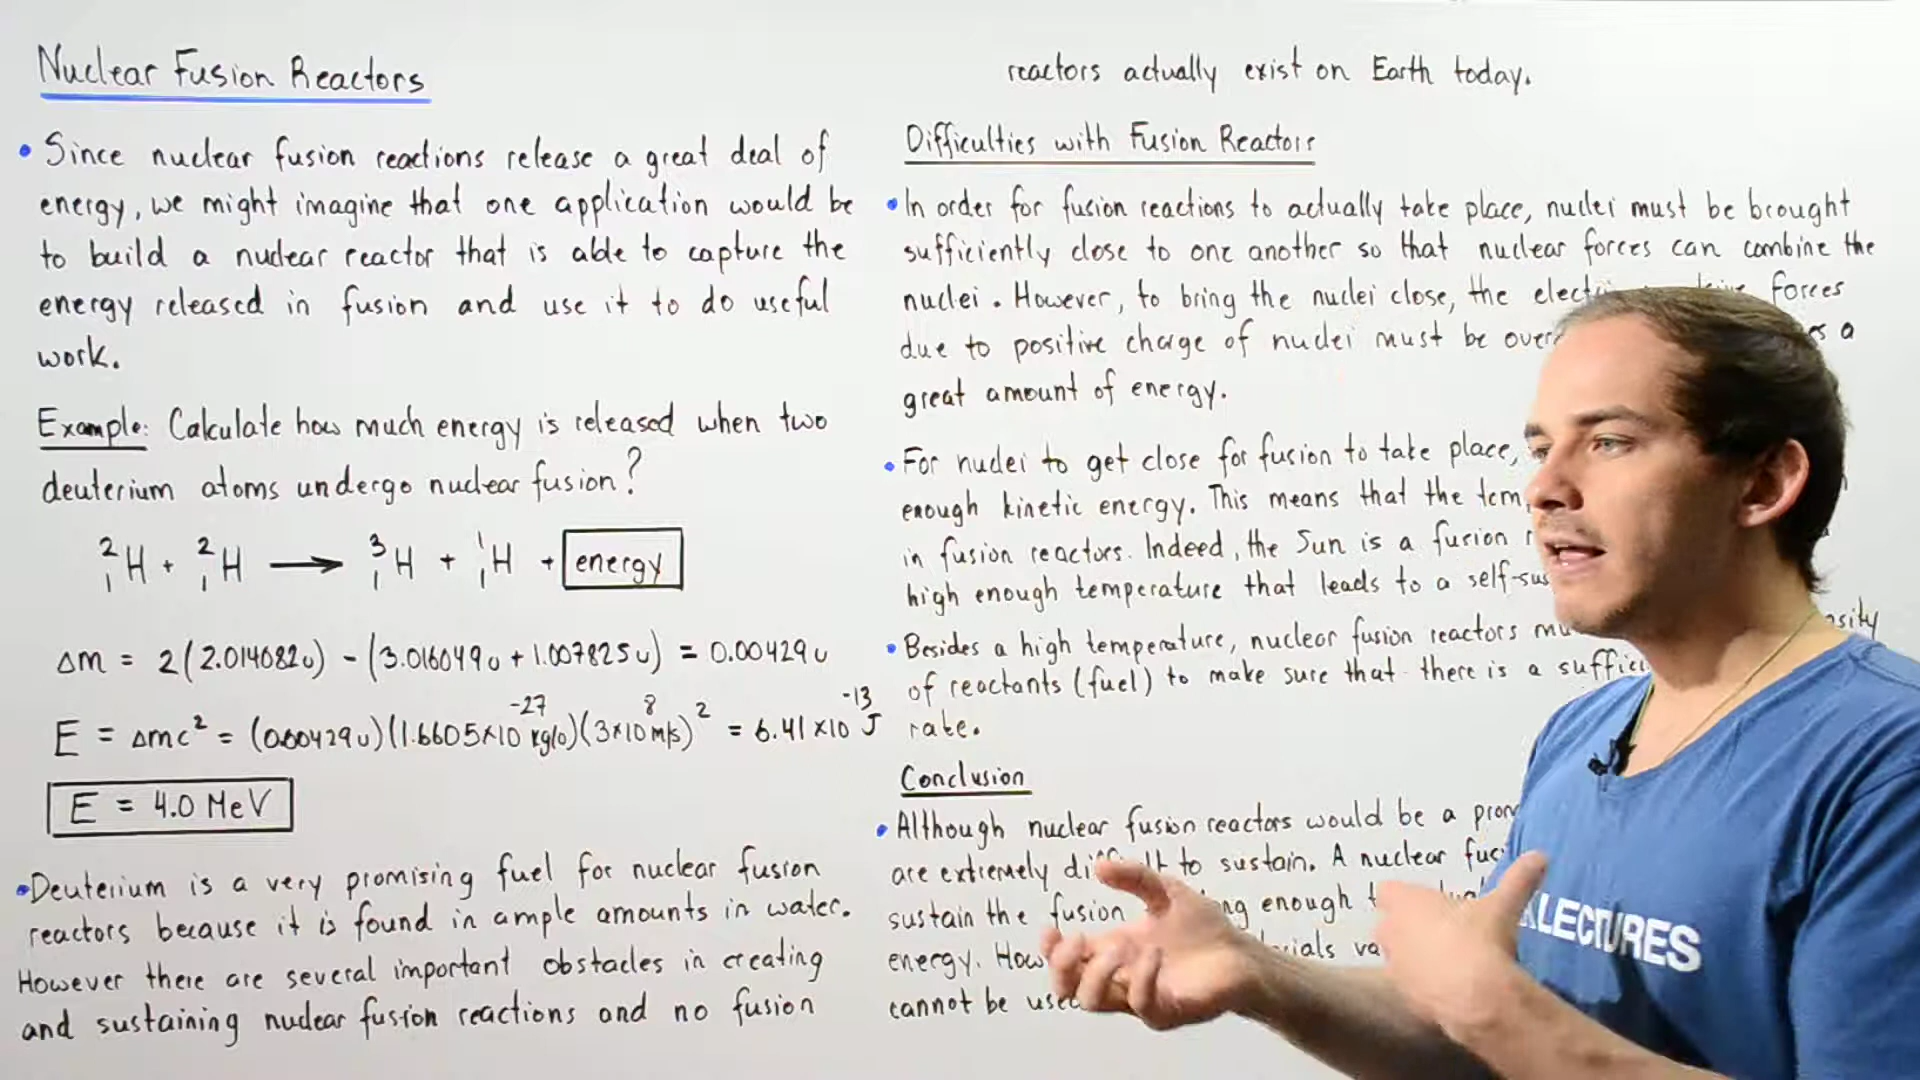 Nuclear Fusion Reactors
• Since nuclear fusion reactions release a great deal of
energy, we might imagine that one application would be
to build a nuclear reactor that is able to capture the
energy released in fusion and use it to do useful
work.
Example: Calculate how much energy is released when two
deuterium atoms undergo nuclear fusion?
²₁H + ²₁H ⟶ ³₁H + ¹₁H + energy
Δm = 2(2.014082u) - (3.016049u + 1.007825u) = 0.00429u
E = Δmc² = (0.00429u)(1.6605×10⁻²⁷ kg/u)(3×10⁸ m/s)² = 6.41×10⁻¹³ J
E = 4.0 MeV
• Deuterium is a very promising fuel for nuclear fusion
reactors because it is found in ample amounts in water.
However there are several important obstacles in creating
and sustaining nuclear fusion reactions and no fusion
reactors actually exist on Earth today.
Difficulties with Fusion Reactors
• In order for fusion reactions to actually take place, nuclei must be brought
sufficiently close to one another so that nuclear forces can combine the
nuclei. However, to bring the nuclei close, the forces
due to positive charge of nuclei must be a
great amount of energy.
• For nuclei to get close for fusion to take place,
enough kinetic energy. This means that the
in fusion reactors. Indeed, the Sun is a fusion
high enough temperature that leads to a
• Besides a high temperature, nuclear fusion reactors
of reactants (fuel) to make sure that there is a
rate.
Conclusion
• Although nuclear fusion reactors would be a
are extremely to sustain. A nuclear
sustain the fusion enough
energy.
cannot be
LECTURES